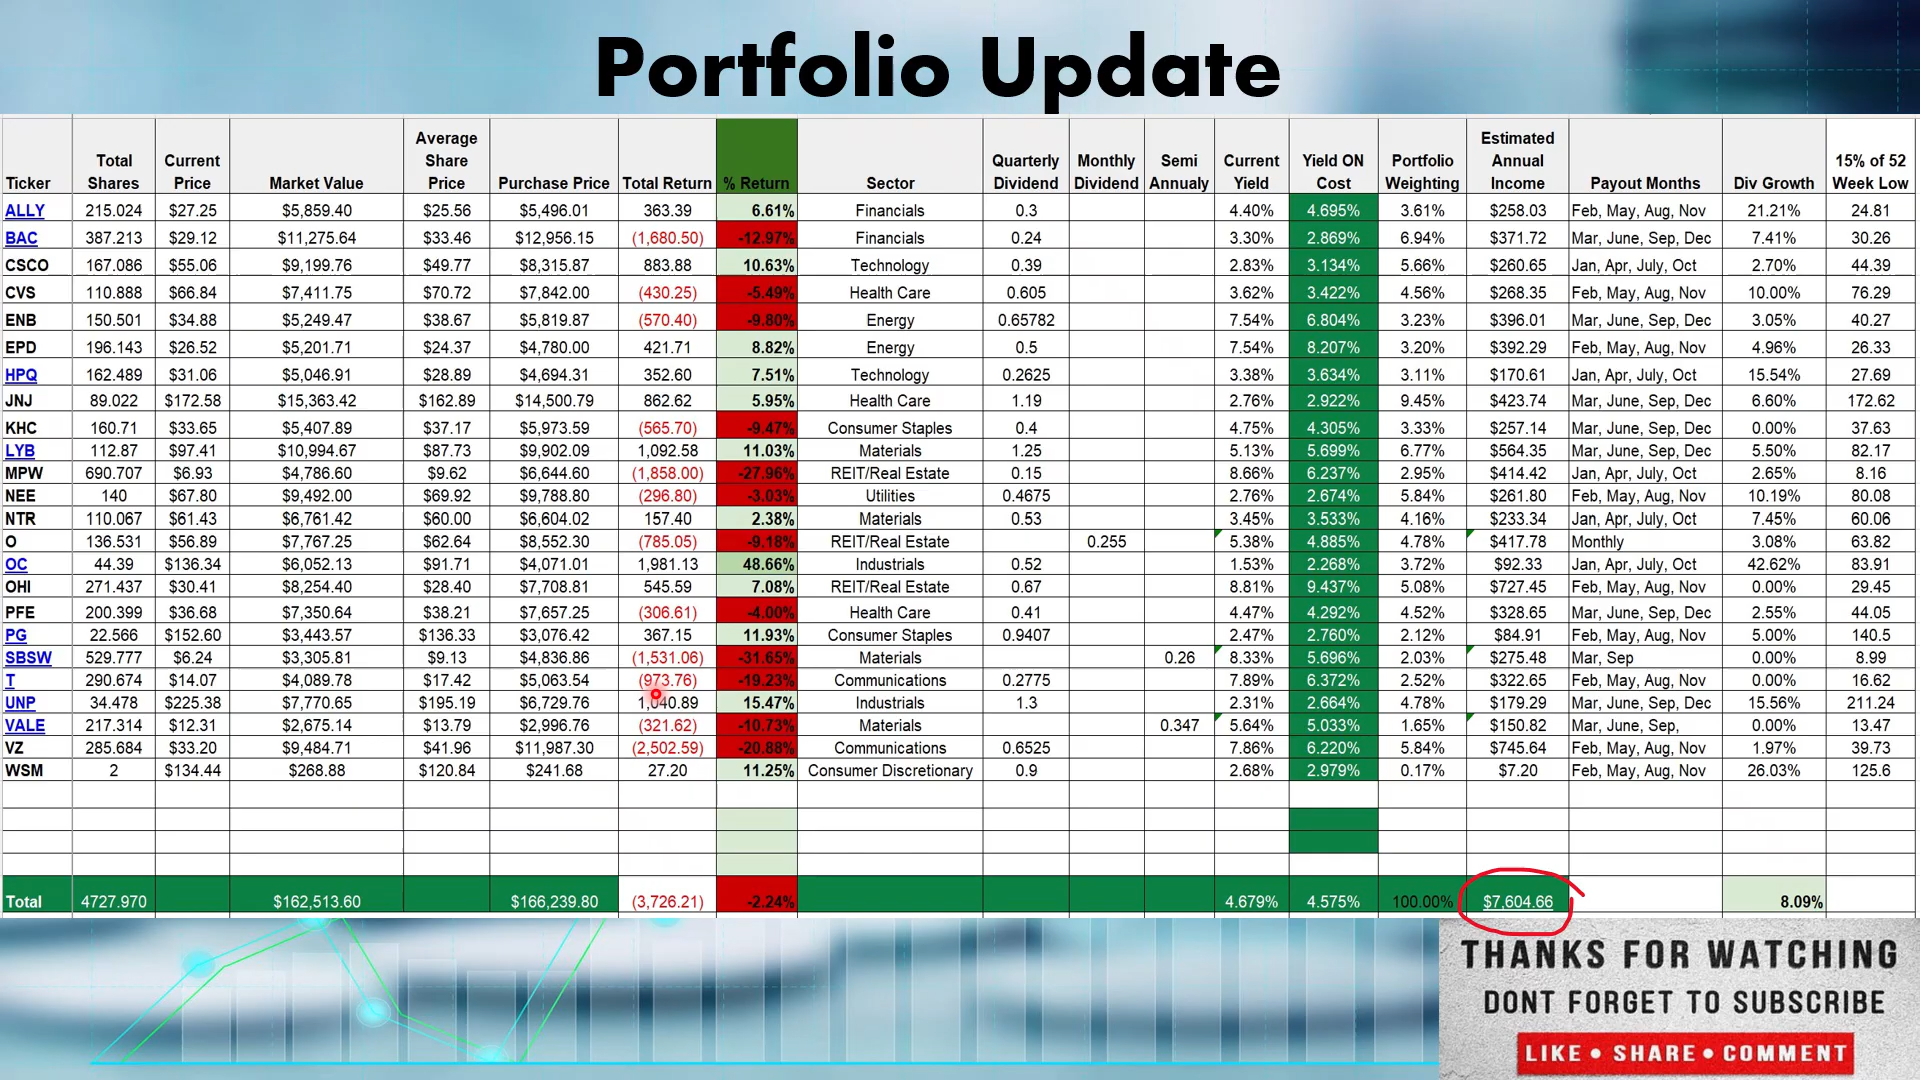 Portfolio Update
Ticker Total Shares Current Price Market Value Average Share Price Purchase Price Total Return % Return Sector Quarterly Dividend Monthly Dividend Semi Annualy Current Yield Yield ON Cost Portfolio Weighting Estimated Annual Income Payout Months Div Growth 15% of 52 Week Low
ALLY 215.024 $27.25 $5,859.40 $25.56 $5,496.01 363.39 6.61% Financials 0.3 4.40% 4.695% 3.61% $258.03 Feb, May, Aug, Nov 21.21% 24.81
BAC 387.213 $29.12 $11,275.64 $33.46 $12,956.15 (1,680.50) -12.97% Financials 0.24 3.30% 2.869% 6.94% $371.72 Mar, June, Sep, Dec 7.41% 30.26
CSCO 167.086 $55.06 $9,199.76 $49.77 $8,315.87 883.88 10.63% Technology 0.39 2.83% 3.134% 5.66% $260.65 Jan, Apr, July, Oct 2.70% 44.39
CVS 110.888 $66.84 $7,411.75 $70.72 $7,842.00 (430.25) -5.49% Health Care 0.605 3.62% 3.422% 4.56% $268.35 Feb, May, Aug, Nov 10.00% 76.29
ENB 150.501 $34.88 $5,249.47 $38.67 $5,819.87 (570.40) -9.80% Energy 0.65782 7.54% 6.804% 3.23% $396.01 Mar, June, Sep, Dec 3.05% 40.27
EPD 196.143 $26.52 $5,201.71 $24.37 $4,780.00 421.71 8.82% Energy 0.5 7.54% 8.207% 3.20% $392.29 Feb, May, Aug, Nov 4.96% 26.33
HPQ 162.489 $31.06 $5,046.91 $28.89 $4,694.31 352.60 7.51% Technology 0.2625 3.38% 3.634% 3.11% $170.61 Jan, Apr, July, Oct 15.54% 27.69
JNJ 89.022 $172.58 $15,363.42 $162.89 $14,500.79 862.62 5.95% Health Care 1.19 2.76% 2.922% 9.45% $423.74 Mar, June, Sep, Dec 6.60% 172.62
KHC 160.71 $33.65 $5,407.89 $37.17 $5,973.59 (565.70) -9.47% Consumer Staples 0.4 4.75% 4.305% 3.33% $257.14 Mar, June, Sep, Dec 0.00% 37.63
LYB 112.87 $97.41 $10,994.67 $87.73 $9,902.09 1,092.58 11.03% Materials 1.25 5.13% 5.699% 6.77% $564.35 Mar, June, Sep, Dec 5.50% 82.17
MPW 690.707 $6.93 $4,786.60 $9.62 $6,644.60 (1,858.00) -27.96% REIT/Real Estate 0.15 8.66% 6.237% 2.95% $414.42 Jan, Apr, July, Oct 2.65% 8.16
NEE 140 $67.80 $9,492.00 $69.92 $9,788.80 (296.80) -3.03% Utilities 0.4675 2.76% 2.674% 5.84% $261.80 Feb, May, Aug, Nov 10.19% 80.08
NTR 110.067 $61.43 $6,761.42 $60.00 $6,604.02 157.40 2.38% Materials 0.53 3.45% 3.533% 4.16% $233.34 Jan, Apr, July, Oct 7.45% 60.06
O 136.531 $56.89 $7,767.25 $62.64 $8,552.30 (785.05) -9.18% REIT/Real Estate 0.255 5.38% 4.885% 4.78% $417.78 Monthly 3.08% 63.82
OC 44.39 $136.34 $6,052.13 $91.71 $4,071.01 1,981.13 48.66% Industrials 0.52 1.53% 2.268% 3.72% $92.33 Jan, Apr, July, Oct 42.62% 83.91
OHI 271.437 $30.41 $8,254.40 $28.40 $7,708.81 545.59 7.08% REIT/Real Estate 0.67 8.81% 9.437% 5.08% $727.45 Feb, May, Aug, Nov 0.00% 29.45
PFE 200.399 $36.68 $7,350.64 $38.21 $7,657.25 (306.61) -4.00% Health Care 0.41 4.47% 4.292% 4.52% $328.65 Mar, June, Sep, Dec 2.55% 44.05
PG 22.566 $152.60 $3,443.57 $136.33 $3,076.42 367.15 11.93% Consumer Staples 0.9407 2.47% 2.760% 2.12% $84.91 Feb, May, Aug, Nov 5.00% 140.5
SBSW 529.777 $6.24 $3,305.81 $9.13 $4,836.86 (1,531.06) -31.65% Materials 0.26 8.33% 5.696% 2.03% $275.48 Mar, Sep 0.00% 8.99
T 290.674 $14.07 $4,089.78 $17.42 $5,063.54 (973.76) -19.23% Communications 0.2775 7.89% 6.372% 2.52% $322.65 Feb, May, Aug, Nov 0.00% 16.62
UNP 34.478 $225.38 $7,770.65 $195.19 $6,729.76 1,040.89 15.47% Industrials 1.3 2.31% 2.664% 4.78% $179.29 Mar, June, Sep, Dec 15.56% 211.24
VALE 217.314 $12.31 $2,675.14 $13.79 $2,996.76 (321.62) -10.73% Materials 0.347 5.64% 5.033% 1.65% $150.82 Mar, June, Sep, 0.00% 13.47
VZ 285.684 $33.20 $9,484.71 $41.96 $11,987.30 (2,502.59) -20.88% Communications 0.6525 7.86% 6.220% 5.84% $745.64 Feb, May, Aug, Nov 1.97% 39.73
WSM 2 $134.44 $268.88 $120.84 $241.68 27.20 11.25% Consumer Discretionary 0.9 2.68% 2.979% 0.17% $7.20 Feb, May, Aug, Nov 26.03% 125.6
Total 4727.970 $162,513.60 $166,239.80 (3,726.21) -2.24% 4.679% 4.575% 100.00% $7,604.66 8.09%
THANKS FOR WATCHING
DONT FORGET TO SUBSCRIBE
LIKE • SHARE • COMMENT